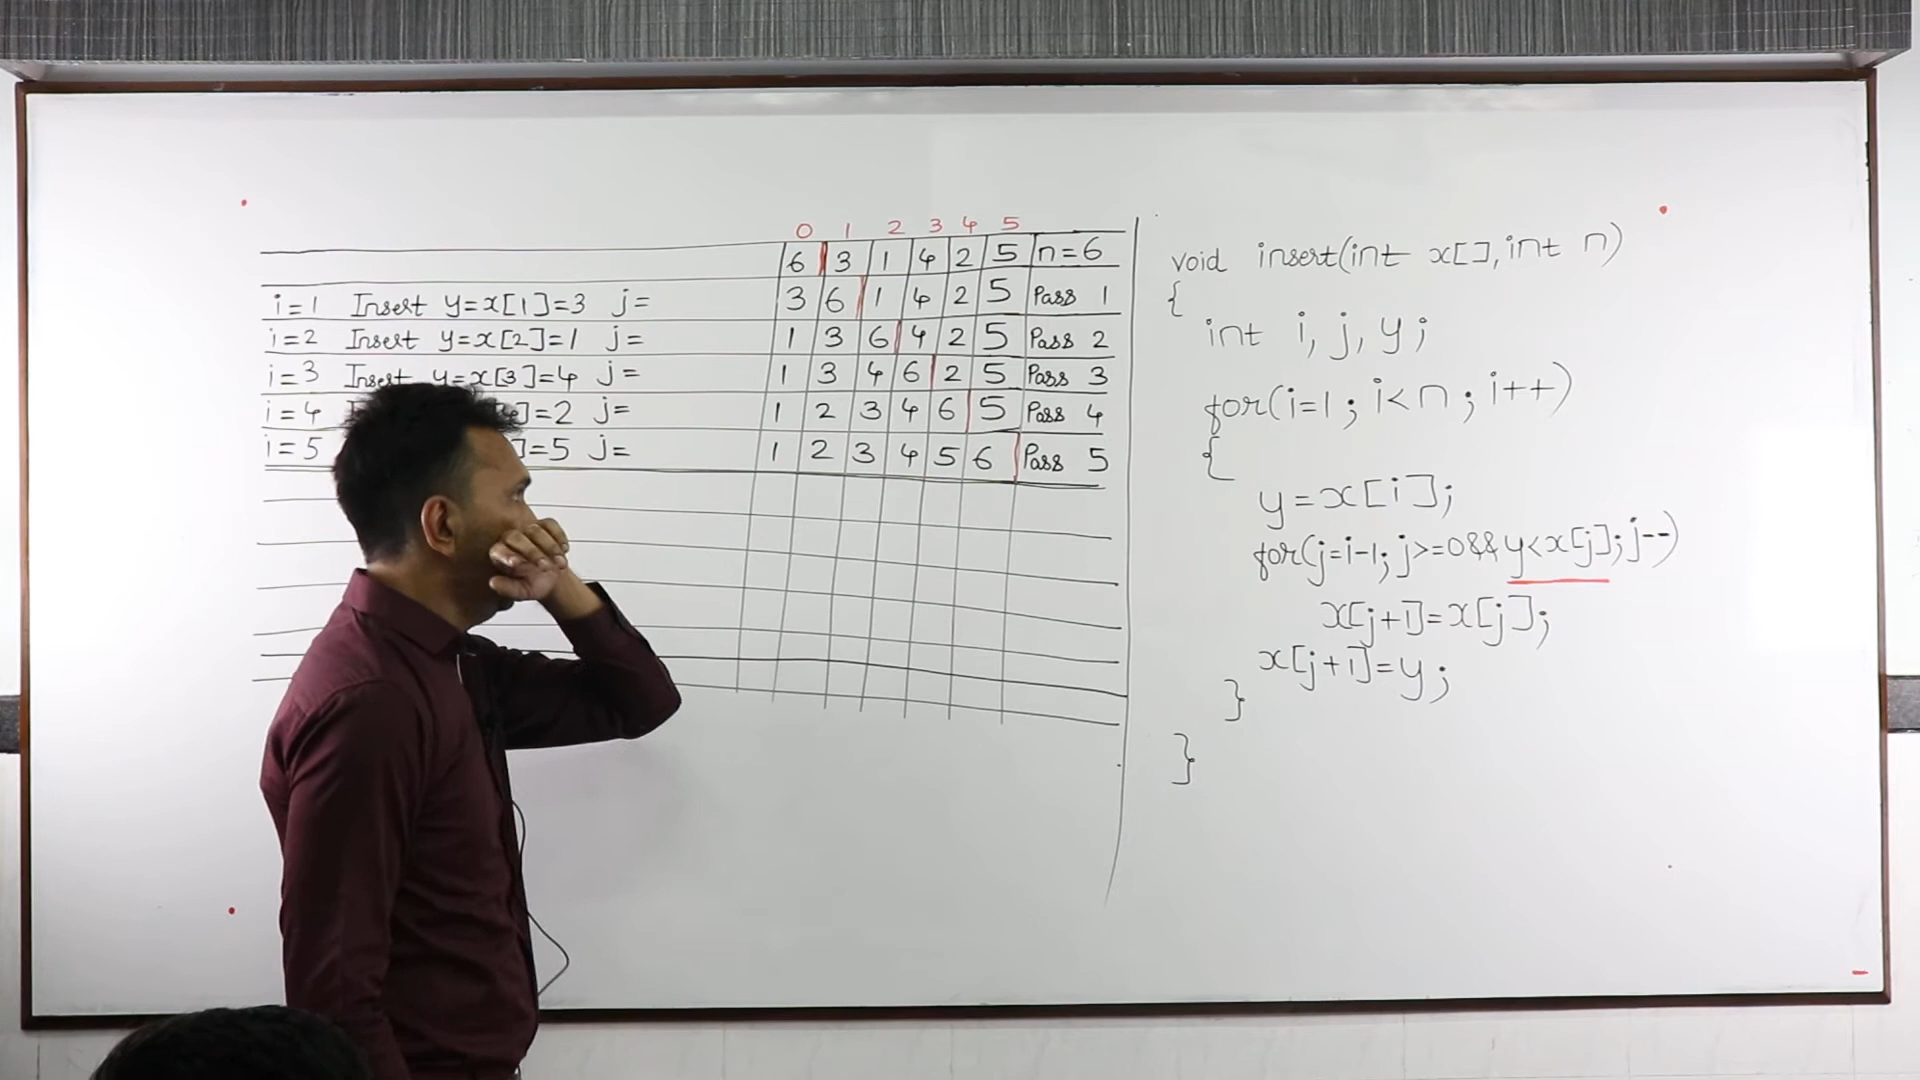 0 1 2 3 4 5
6 3 1 4 2 5 n=6
i=1 Insert y=x[1]=3 j= 3 6 1 4 2 5 Pass 1
i=2 Insert y=x[2]=1 j= 1 3 6 4 2 5 Pass 2
i=3 Insert y=x[3]=4 j= 1 3 4 6 2 5 Pass 3
i=4 ]=2 j= 1 2 3 4 6 5 Pass 4
i=5 ]=5 j= 1 2 3 4 5 6 Pass 5
void insert(int x[], int n)
{
int i, j, y;
for(i=1; i<n; i++)
{
y=x[i];
for(j=i-1; j>=0&&y<x[j]; j--)
x[j+1]=x[j];
x[j+1]=y;
}
}